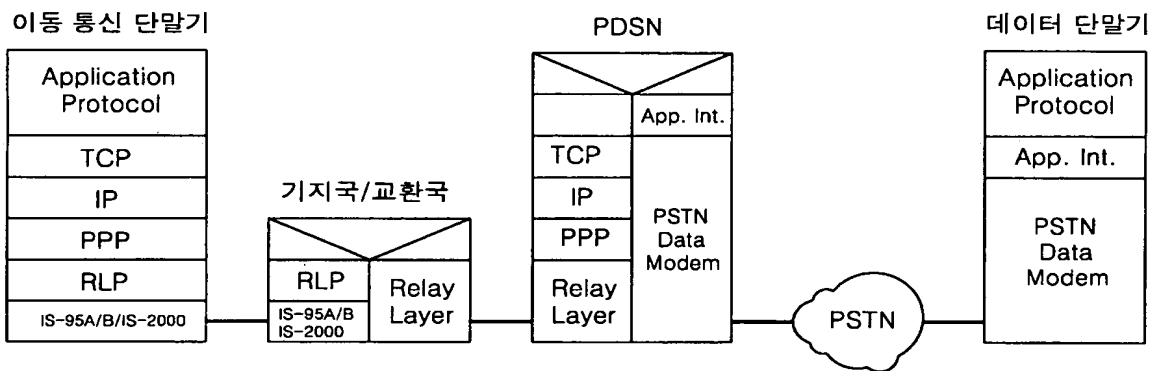 이동 통신 단말기
Application
Protocol
TCP
IP
PPP
RLP
IS-95A/B/IS-2000
기지국/교환국
RLP
IS-95A/B
IS-2000
Relay
Layer
PDSN
App. Int.
TCP
IP
PPP
Relay
Layer
PSTN
Data
Modem
PSTN
데이터 단말기
Application
Protocol
App. Int.
PSTN
Data
Modem